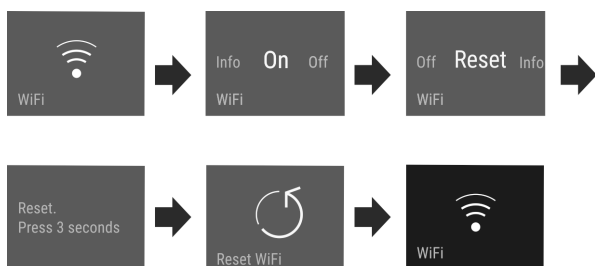 WiFi
Info On Off
WiFi
Off Reset Info
WiFi
Reset.
Press 3 seconds
Reset WiFi
WiFi